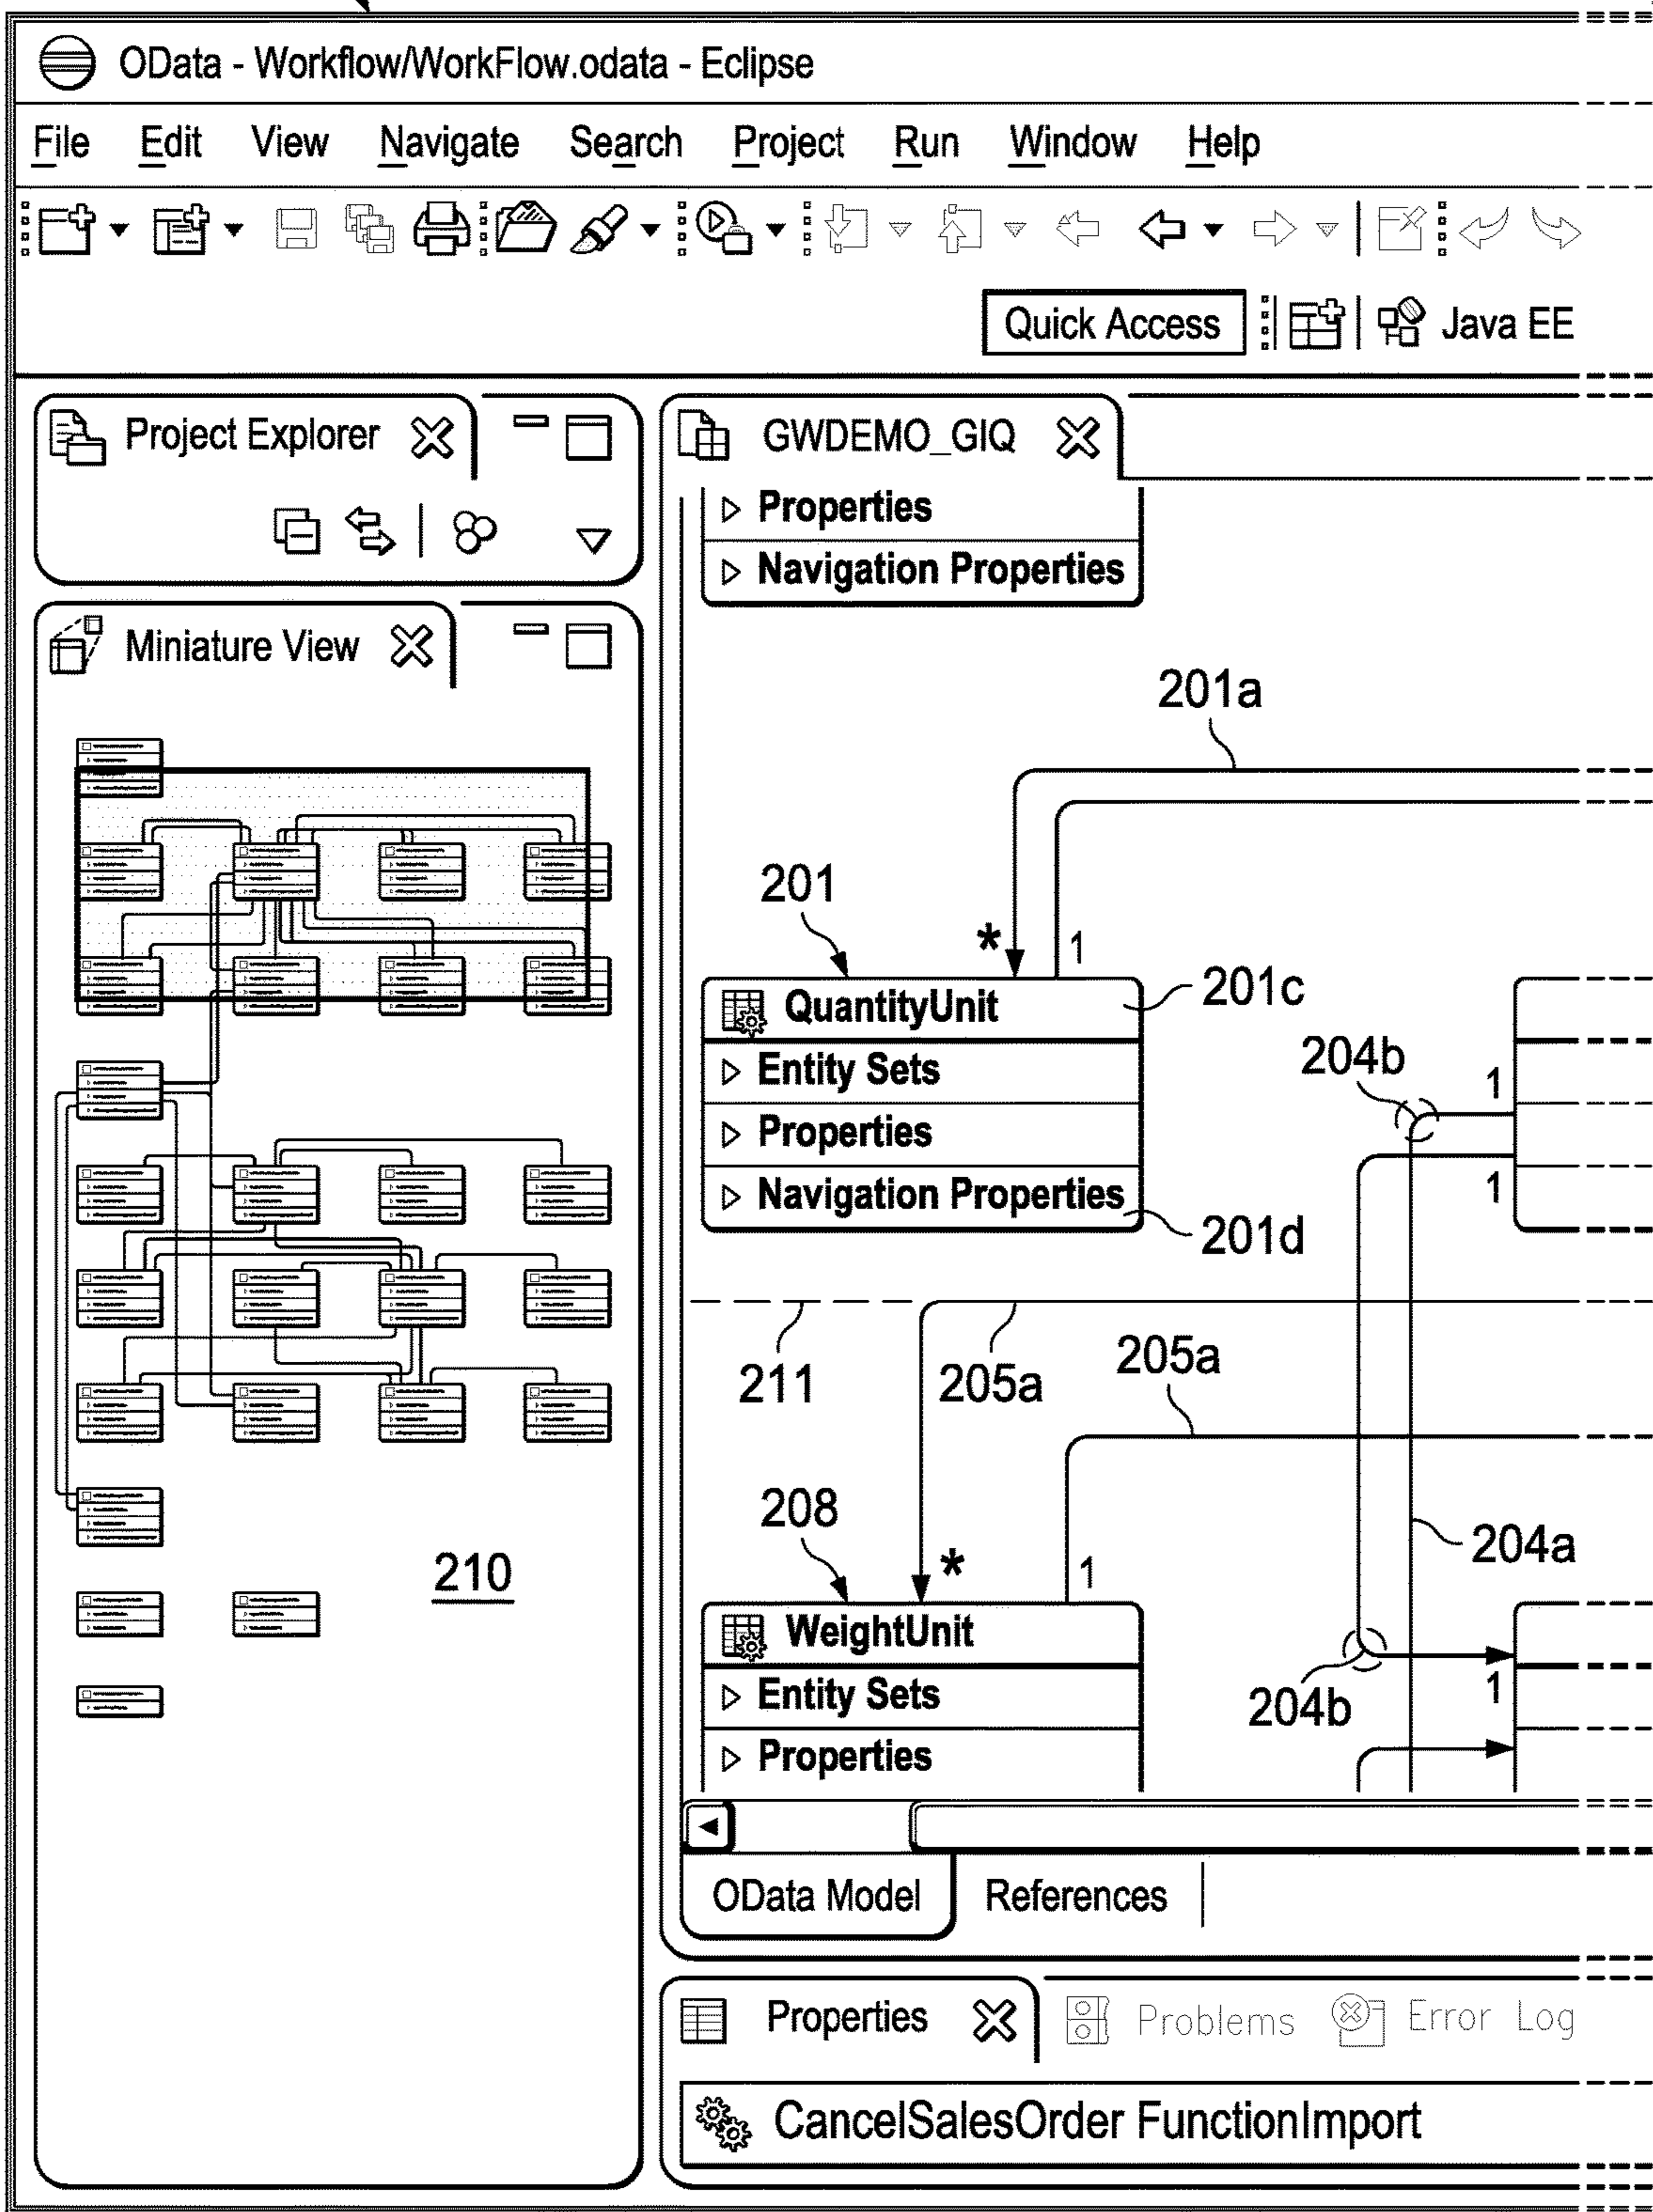 OData - Workflow/WorkFlow.odata - Eclipse
File Edit View Navigate Search Project Run Window Help
Quick Access Java EE
Project Explorer
Miniature View
210
GWDEMO_GIQ
Properties
Navigation Properties
201a
201
* 1
QuantityUnit
201c
Entity Sets
Properties
Navigation Properties
201d
204b
1
1
211
205a
205a
208
* 1
204a
WeightUnit
Entity Sets
Properties
204b
1
OData Model References
Properties Problems Error Log
CancelSalesOrder FunctionImport